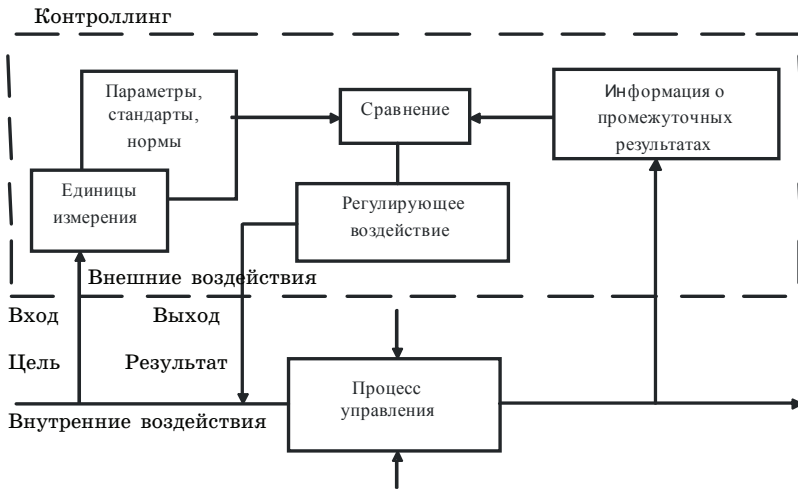 Контроллинг
Параметры,
стандарты,
нормы
Сравнение
Информация о
промежуточных
результатах
Единицы
измерения
Регулирующее
воздействие
Внешние воздействия
Вход
Выход
Цель
Результат
Процесс
управления
Внутренние воздействия